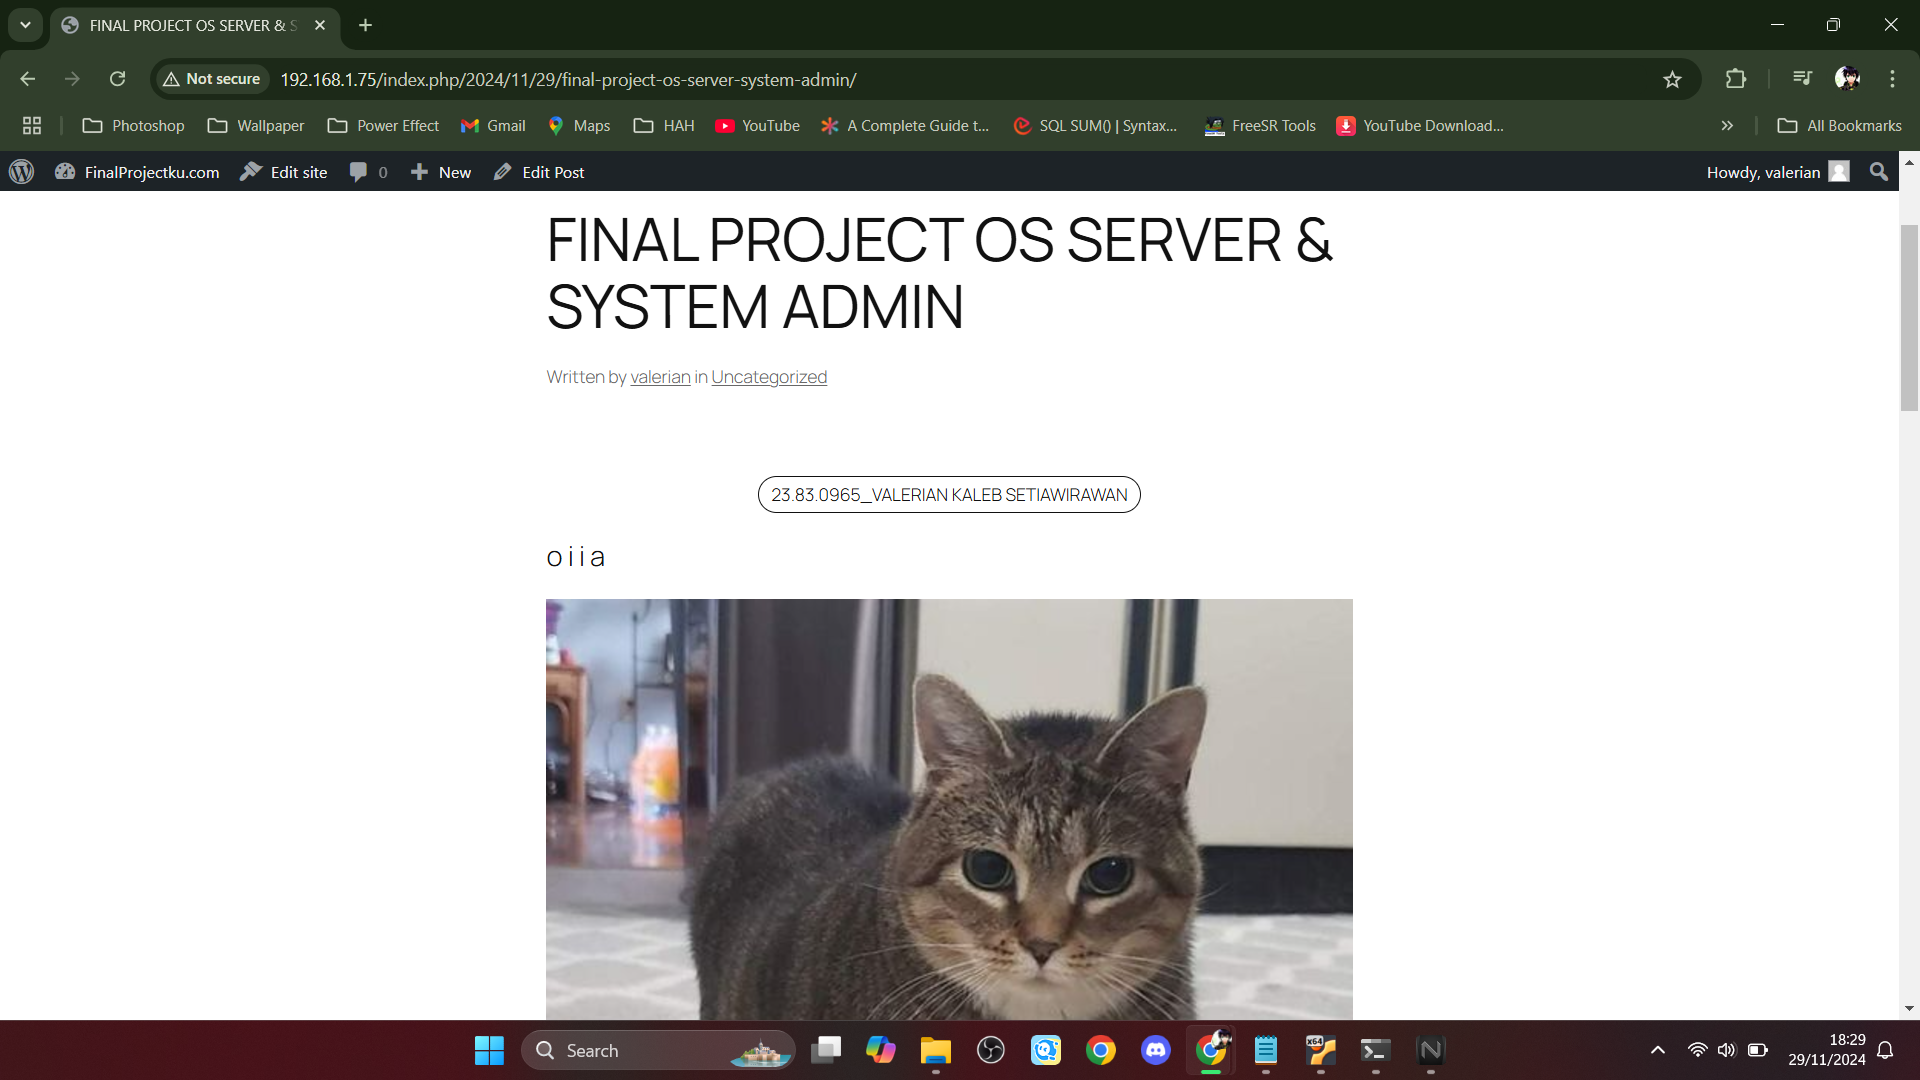 FINAL PROJECT OS SERVER & S
Not secure 192.168.1.75/index.php/2024/11/29/final-project-os-server-system-admin/
Photoshop Wallpaper Power Effect Gmail Maps HAH YouTube A Complete Guide t... SQL SUM() | Syntax... FreeSR Tools YouTube Download... All Bookmarks
FinalProjectku.com Edit site 0 New Edit Post Howdy, valerian
FINAL PROJECT OS SERVER &
SYSTEM ADMIN
Written by valerian in Uncategorized
23.83.0965_VALERIAN KALEB SETIAWIRAWAN
o i i a
Search
18:29
29/11/2024